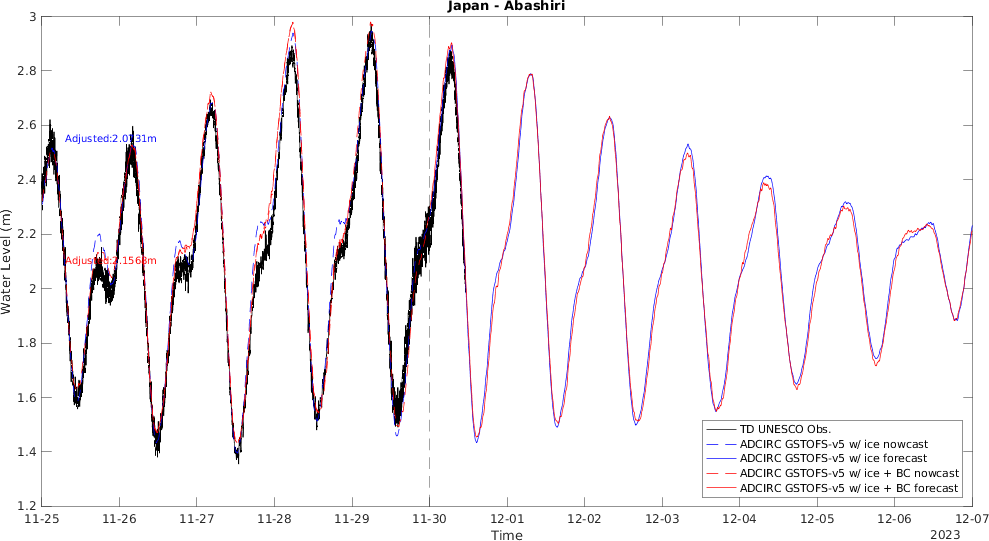 Japan - Abashiri
3
2.8
2.6
2.4
2.2
2
1.8
1.6
1.4
1.2
Water Level (m)
Adjusted:2.0731m
Adjusted:2.1568m
TD UNESCO Obs.
ADCIRC GSTOFS-v5 w/ ice nowcast
ADCIRC GSTOFS-v5 w/ ice forecast
ADCIRC GSTOFS-v5 w/ ice + BC nowcast
ADCIRC GSTOFS-v5 w/ ice + BC forecast
11-25 11-26 11-27 11-28 11-29 11-30 12-01 12-02 12-03 12-04 12-05 12-06 12-07
Time
2023